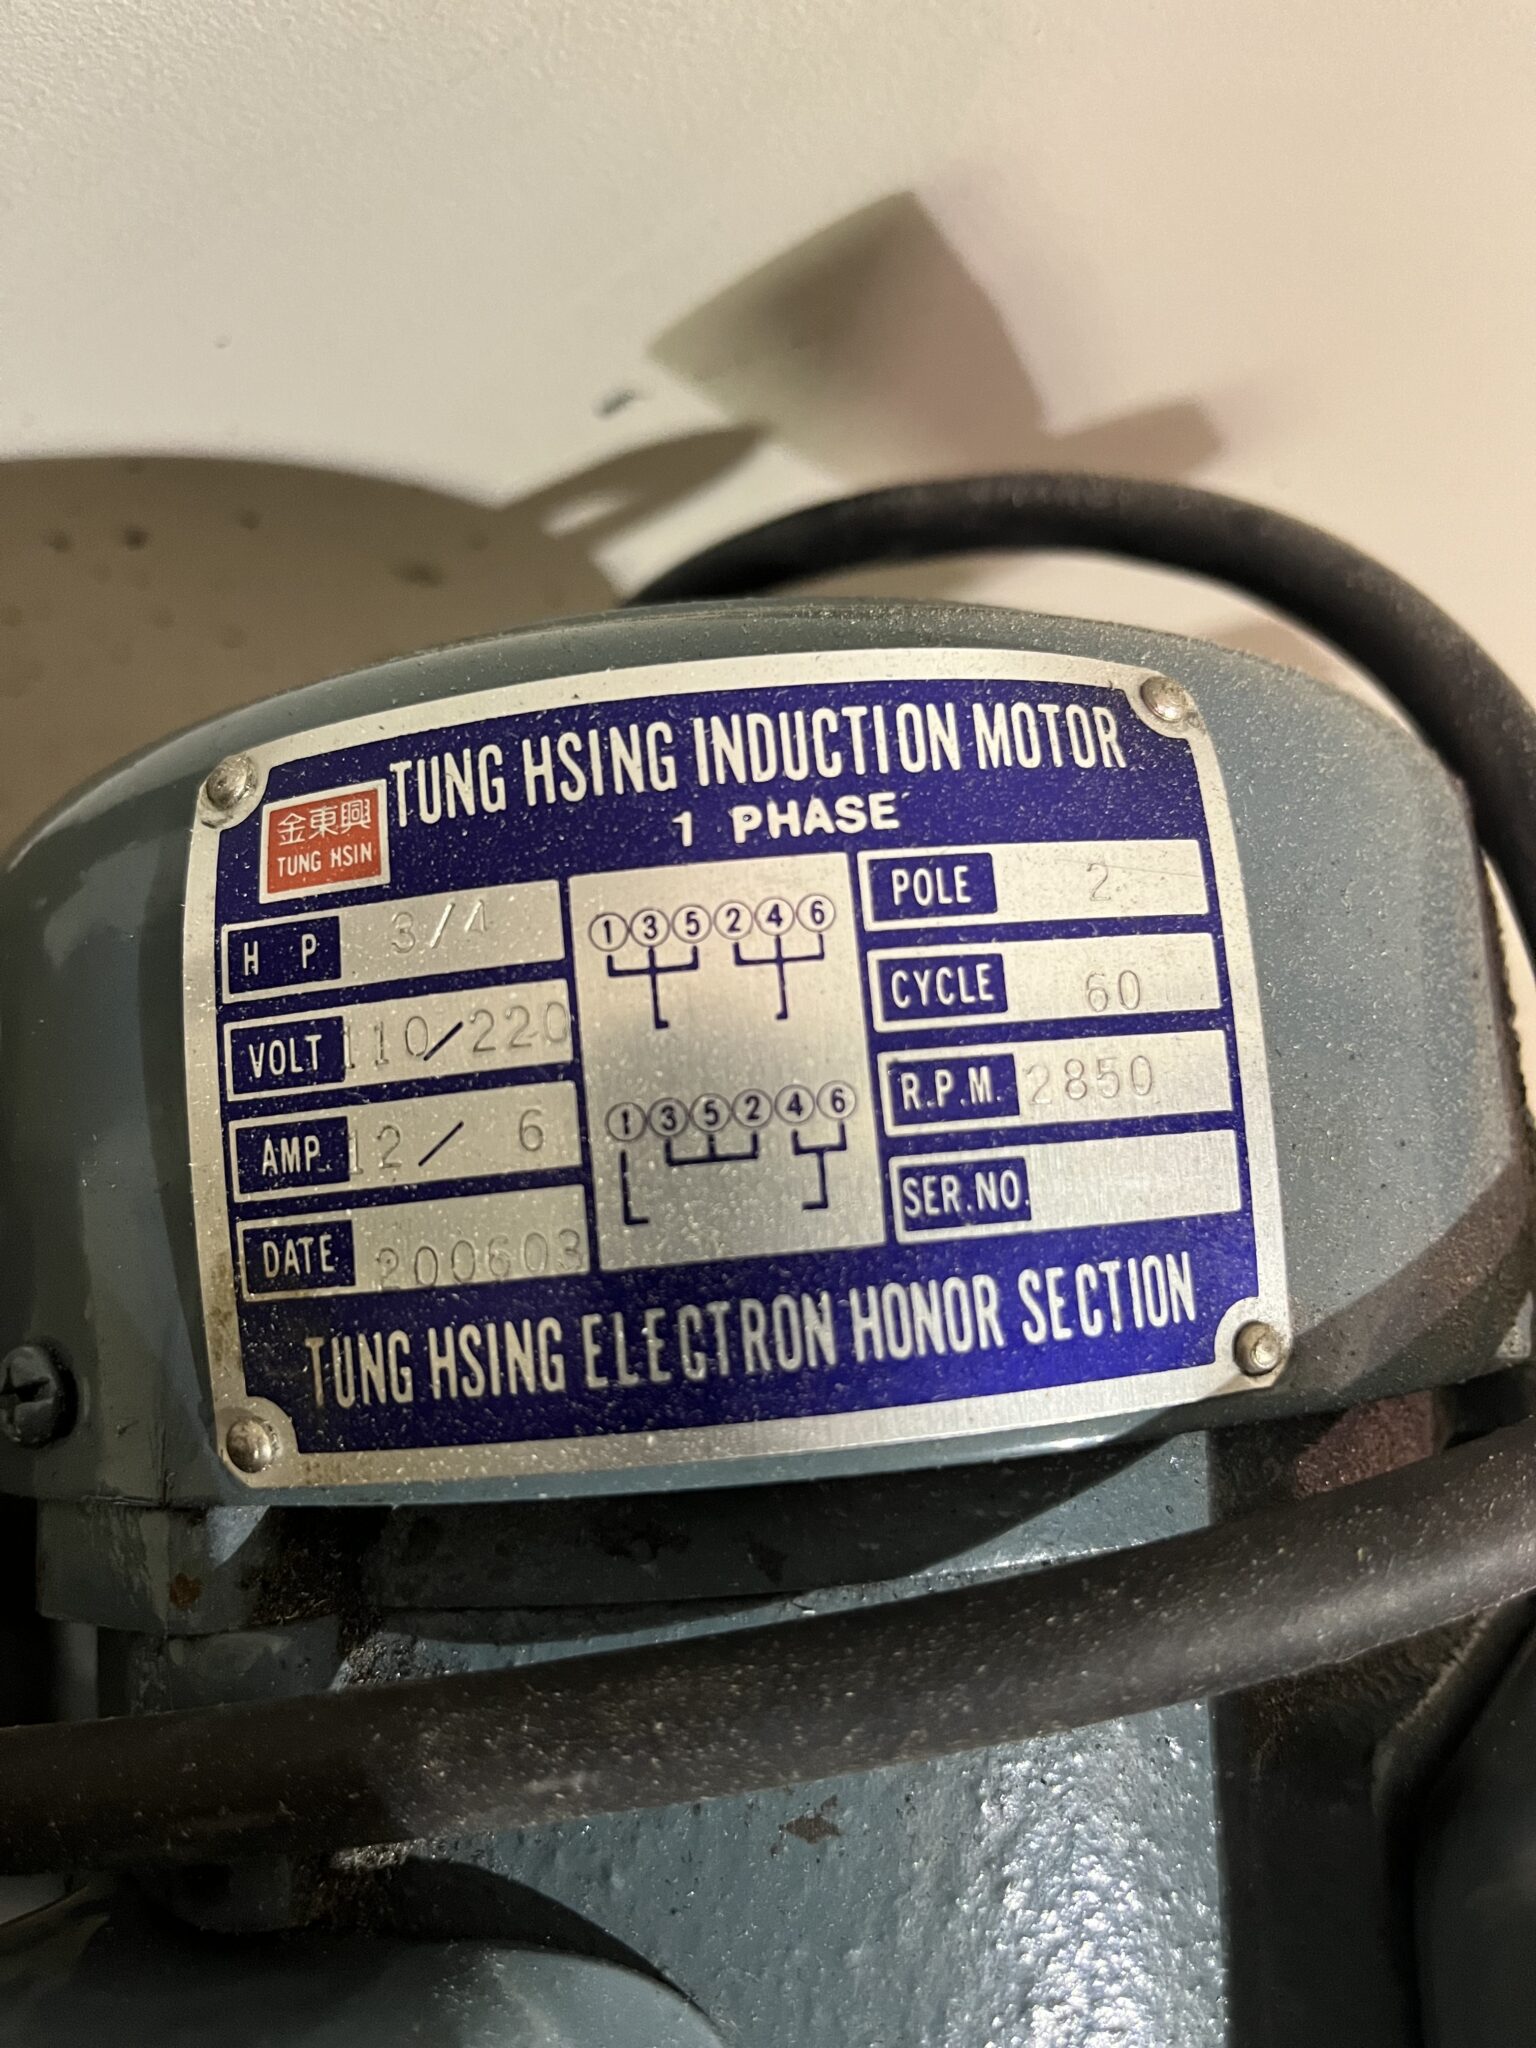 TUNG HSING INDUCTION MOTOR
金東興
TUNG HSIN
1 PHASE
H P 3/4
VOLT 110/220
AMP. 12/ 6
DATE 200603
① ③ ⑤ ② ④ ⑥
① ③ ⑤ ② ④ ⑥
POLE 2
CYCLE 60
R.P.M. 2850
SER.NO.
TUNG HSING ELECTRON HONOR SECTION